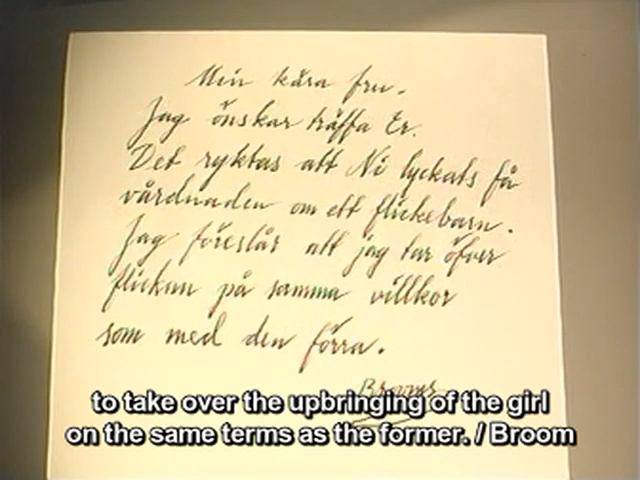 Min kära fru.
Jag önskar träffa Er.
Det ryktas att Ni lyckats få
vårdnaden om ett flickebarn.
Jag föreslår att jag tar öfver
flickan på samma villkor
som med den förra.
to take over the upbringing of the girl
on the same terms as the former. / Broom